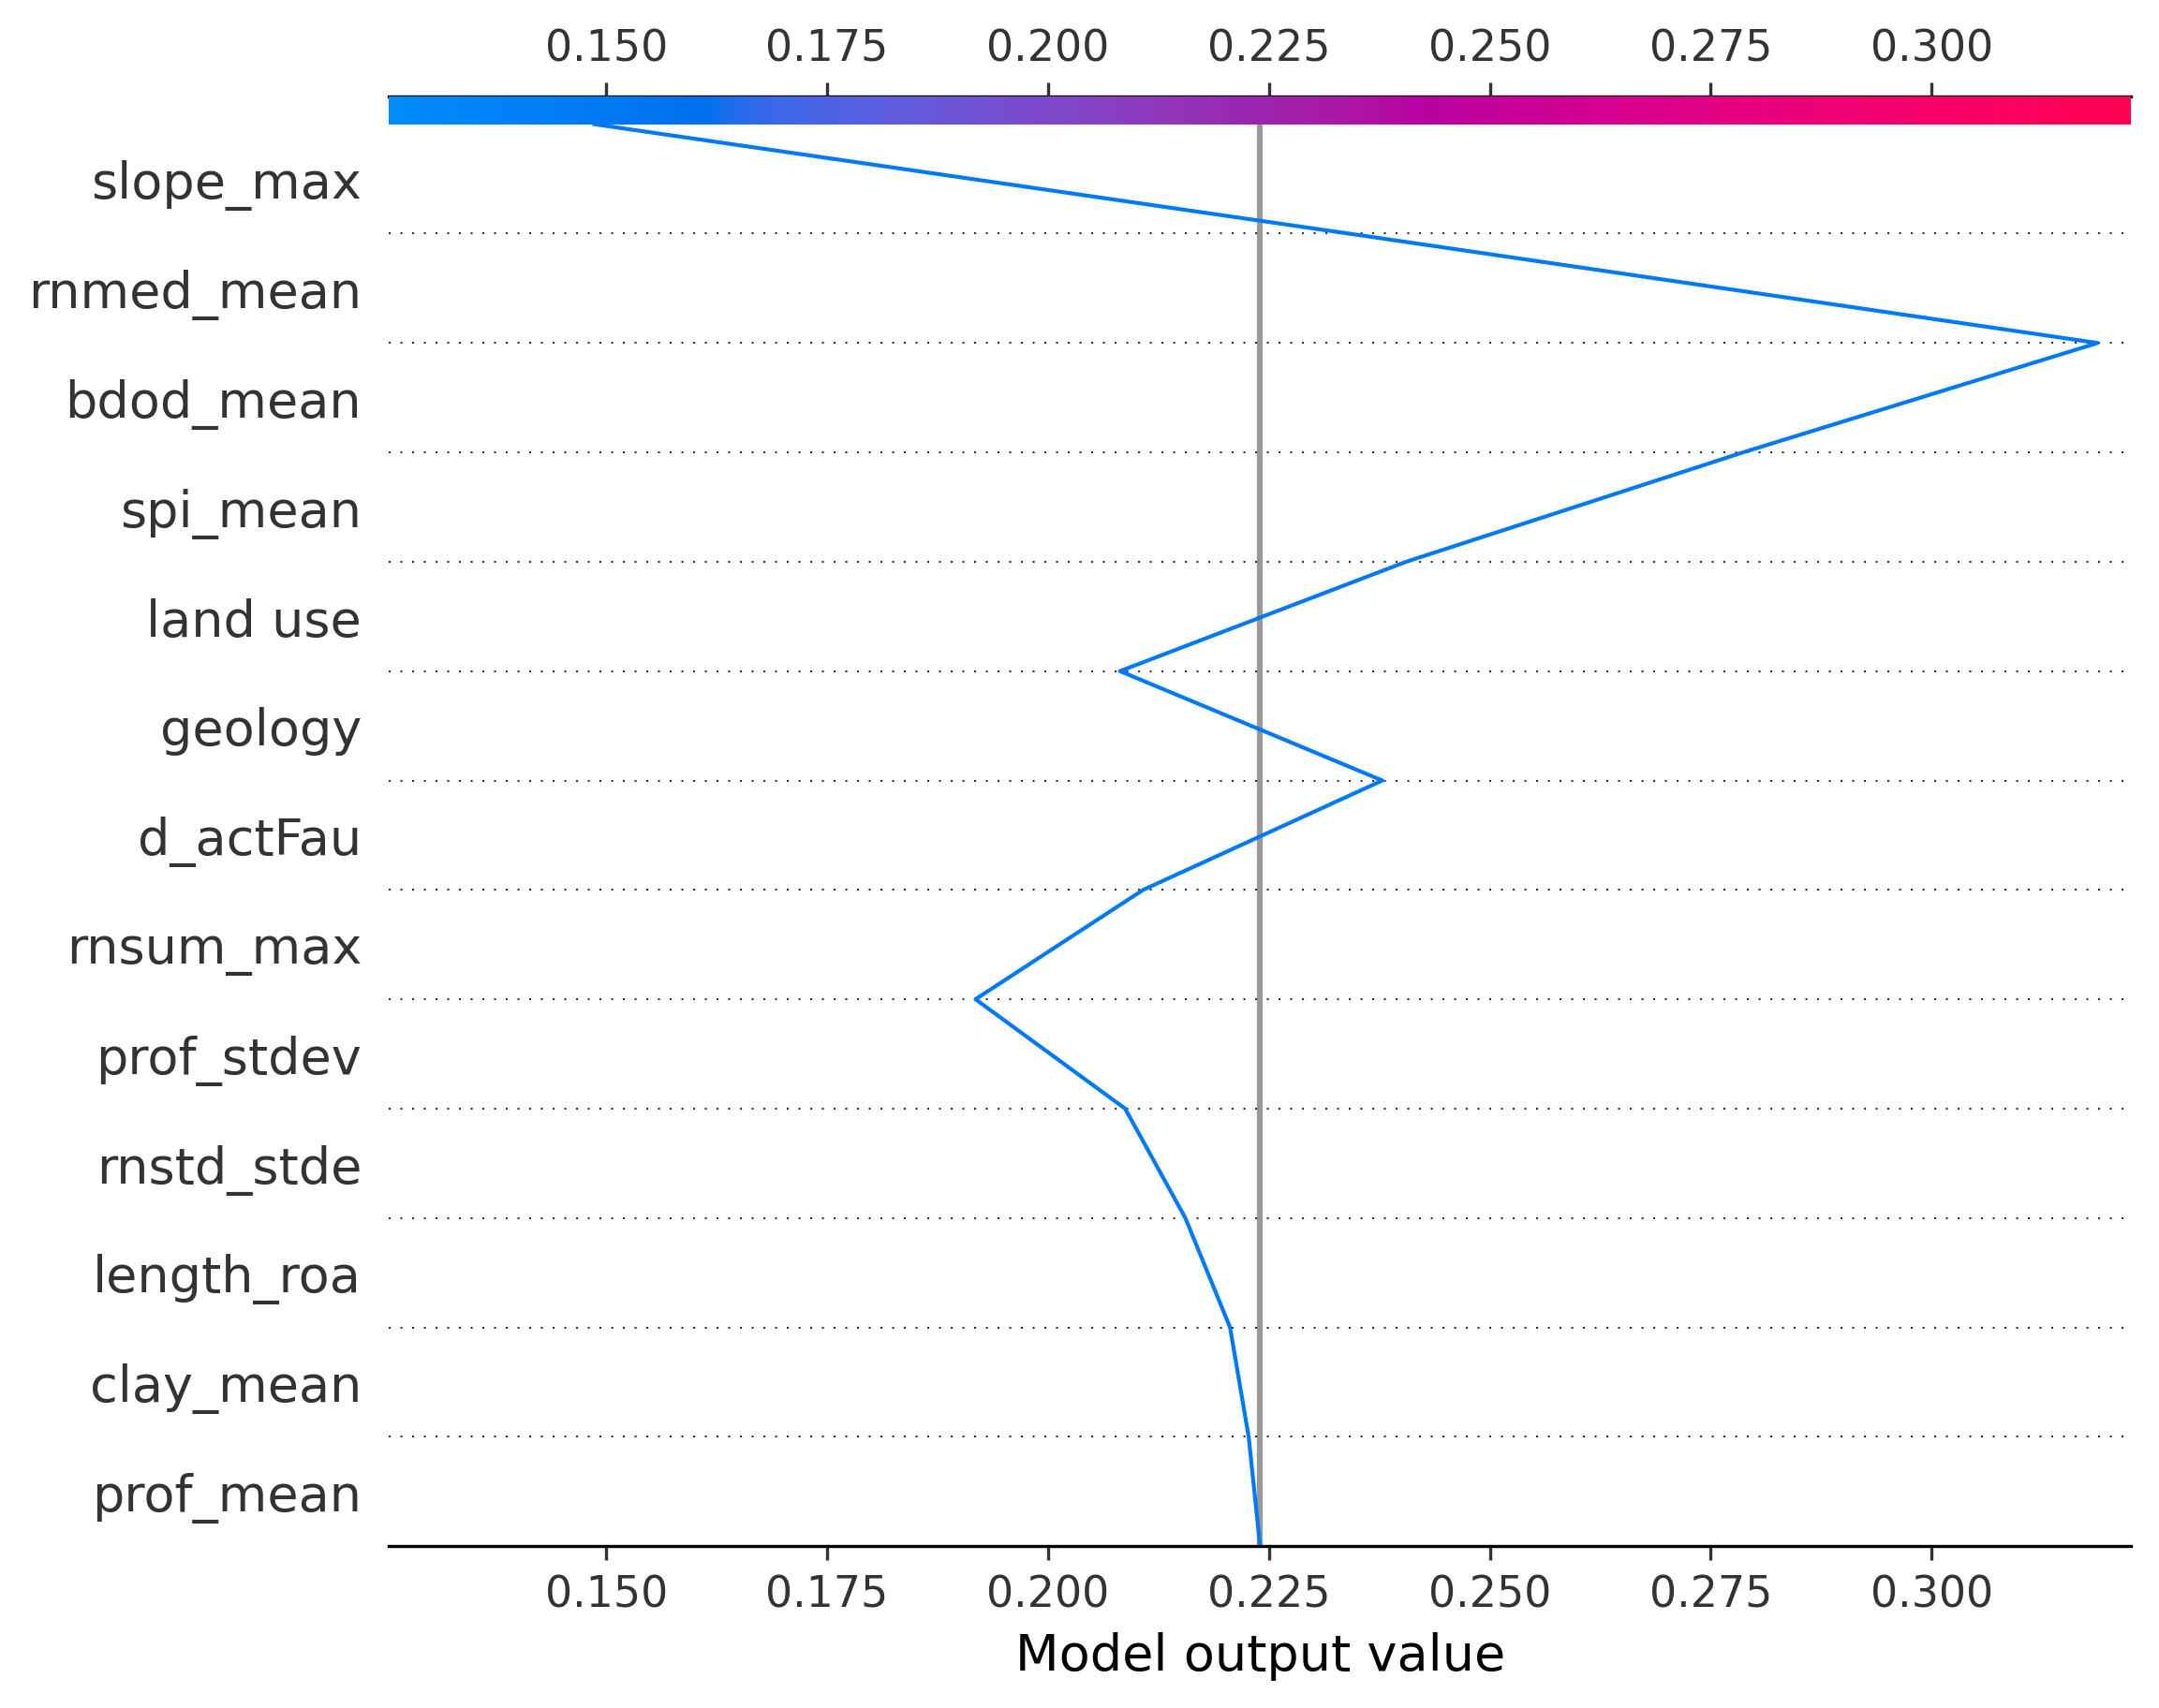 0.150 0.175 0.200 0.225 0.250 0.275 0.300
slope_max
rnmed_mean
bdod_mean
spi_mean
land use
geology
d_actFau
rnsum_max
prof_stdev
rnstd_stde
length_roa
clay_mean
prof_mean
0.150 0.175 0.200 0.225 0.250 0.275 0.300
Model output value